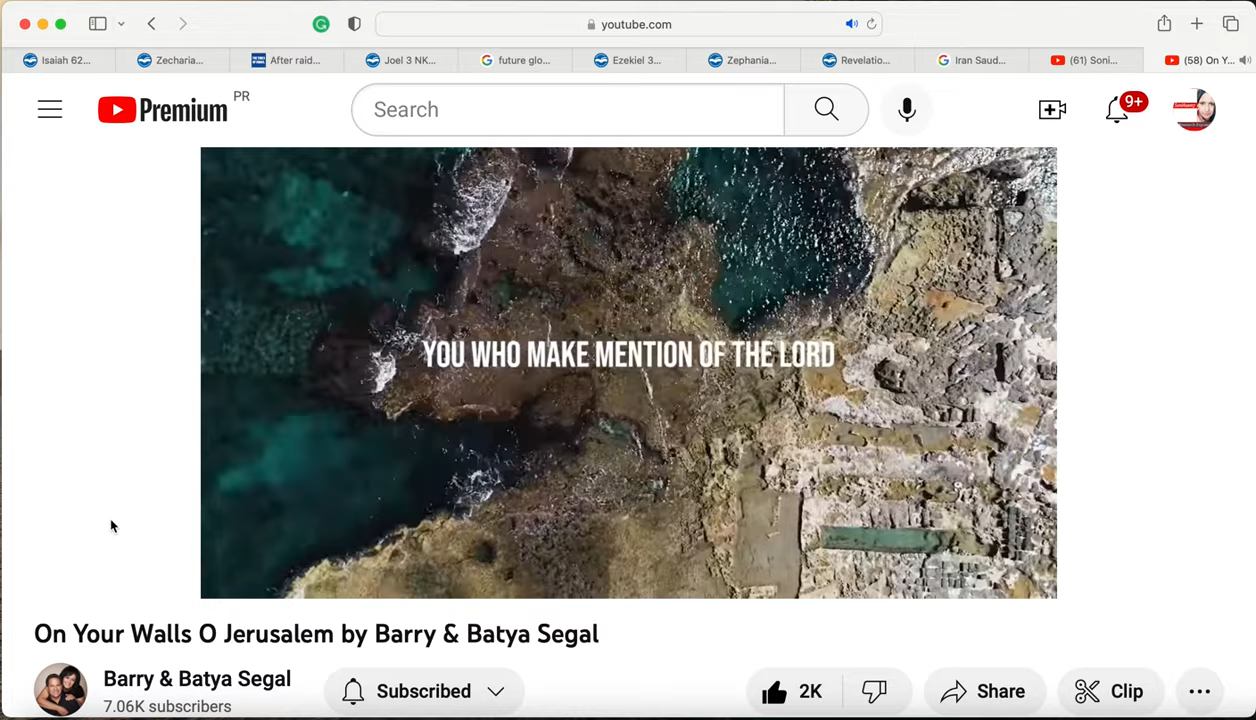 youtube.com
Isaiah 62...
Zecharia...
After raid...
Joel 3 NK...
future glo...
Ezekiel 3...
Zephania...
Revelatio...
Iran Saud...
(61) Soni...
(58) On Y...
Premium PR
Search
9+
YOU WHO MAKE MENTION OF THE LORD
On Your Walls O Jerusalem by Barry & Batya Segal
Barry & Batya Segal
7.06K subscribers
Subscribed
2K
Share
Clip